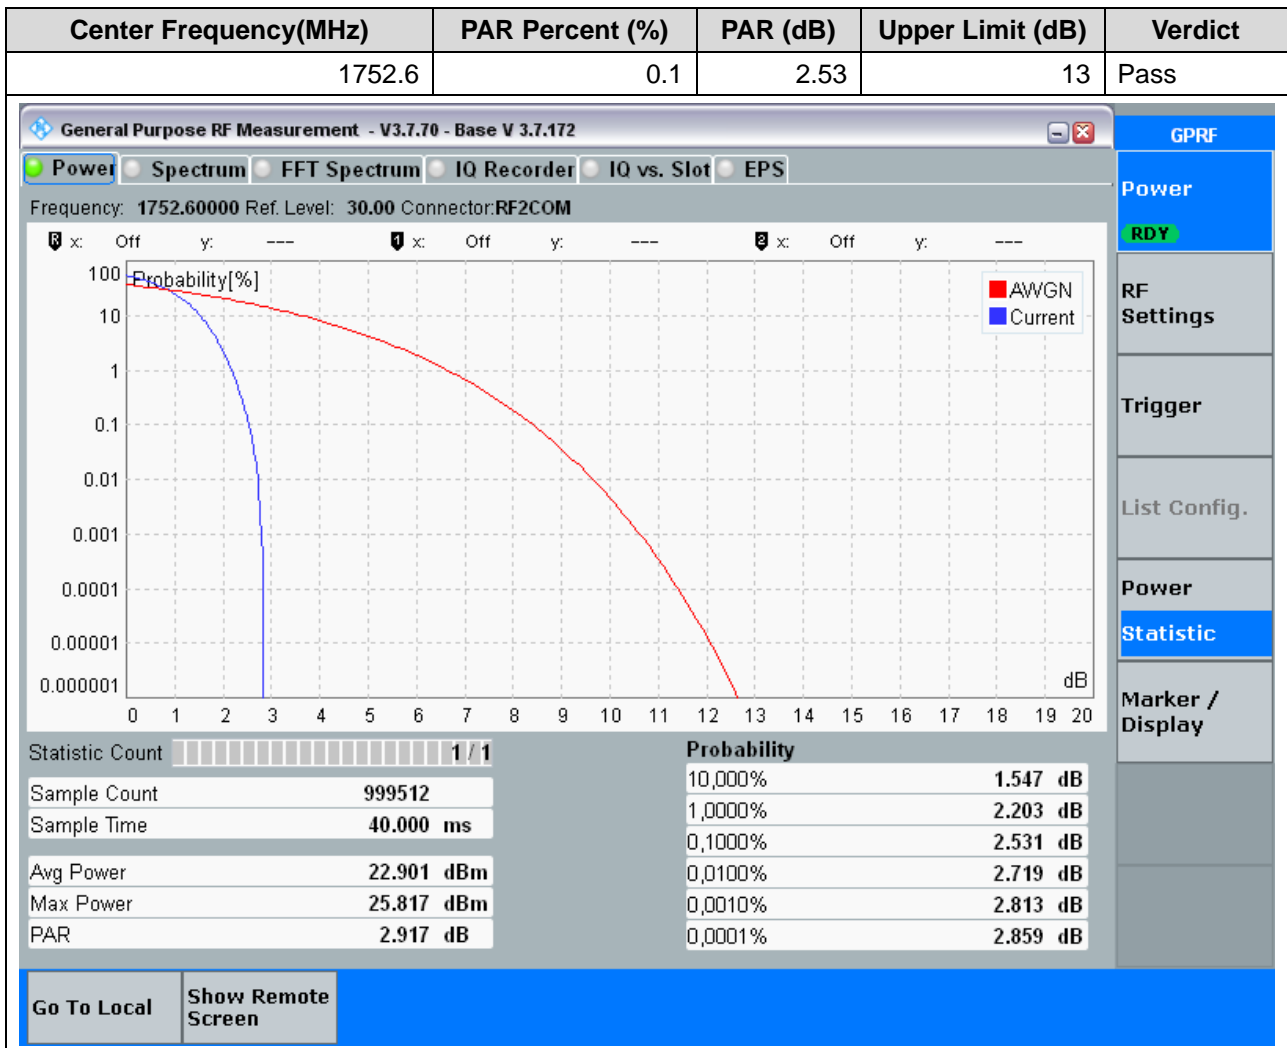 Center Frequency(MHz) PAR Percent (%) PAR (dB) Upper Limit (dB) Verdict
1752.6 0.1 2.53 13 Pass
General Purpose RF Measurement - V3.7.70 - Base V 3.7.172
GPRF
Power Spectrum FFT Spectrum IQ Recorder IQ vs. Slot EPS
Power
RDY
Frequency: 1752.60000 Ref. Level: 30.00 Connector:RF2COM
R x: Off y: --- 1 x: Off y: --- 2 x: Off y: ---
Probability[%]
AWGN
Current
100
10
1
0.1
0.01
0.001
0.0001
0.00001
0.000001
dB
0 1 2 3 4 5 6 7 8 9 10 11 12 13 14 15 16 17 18 19 20
RF
Settings
Trigger
List Config.
Power
Statistic
Marker /
Display
Statistic Count 1 / 1
Sample Count 999512
Sample Time 40.000 ms
Avg Power 22.901 dBm
Max Power 25.817 dBm
PAR 2.917 dB
Probability
10,000% 1.547 dB
1,0000% 2.203 dB
0,1000% 2.531 dB
0,0100% 2.719 dB
0,0010% 2.813 dB
0,0001% 2.859 dB
Go To Local
Show Remote
Screen